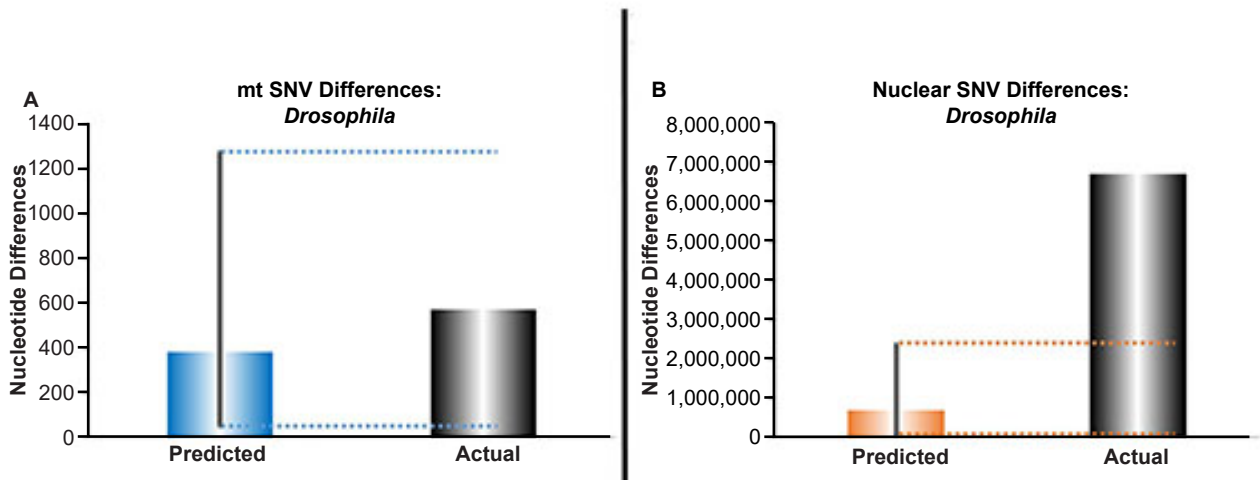 A
mt SNV Differences:
Drosophila
Nucleotide Differences
1400
1200
1000
800
600
400
200
0
Predicted
Actual
B
Nuclear SNV Differences:
Drosophila
Nucleotide Differences
8,000,000
7,000,000
6,000,000
5,000,000
4,000,000
3,000,000
2,000,000
1,000,000
0
Predicted
Actual